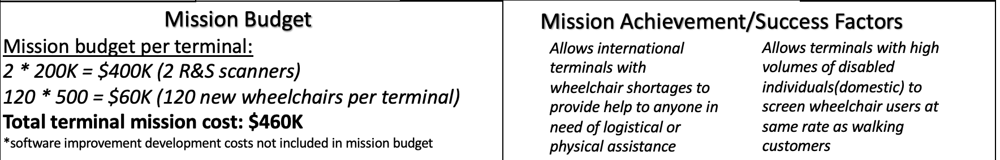 Mission Budget
Mission budget per terminal:
2 * 200K = $400K (2 R&S scanners)
120 * 500 = $60K (120 new wheelchairs per terminal)
Total terminal mission cost: $460K
*software improvement development costs not included in mission budget
Mission Achievement/Success Factors
Allows international
terminals with
wheelchair shortages to
provide help to anyone in
need of logistical or
physical assistance
Allows terminals with high
volumes of disabled
individuals(domestic) to
screen wheelchair users at
same rate as walking
customers